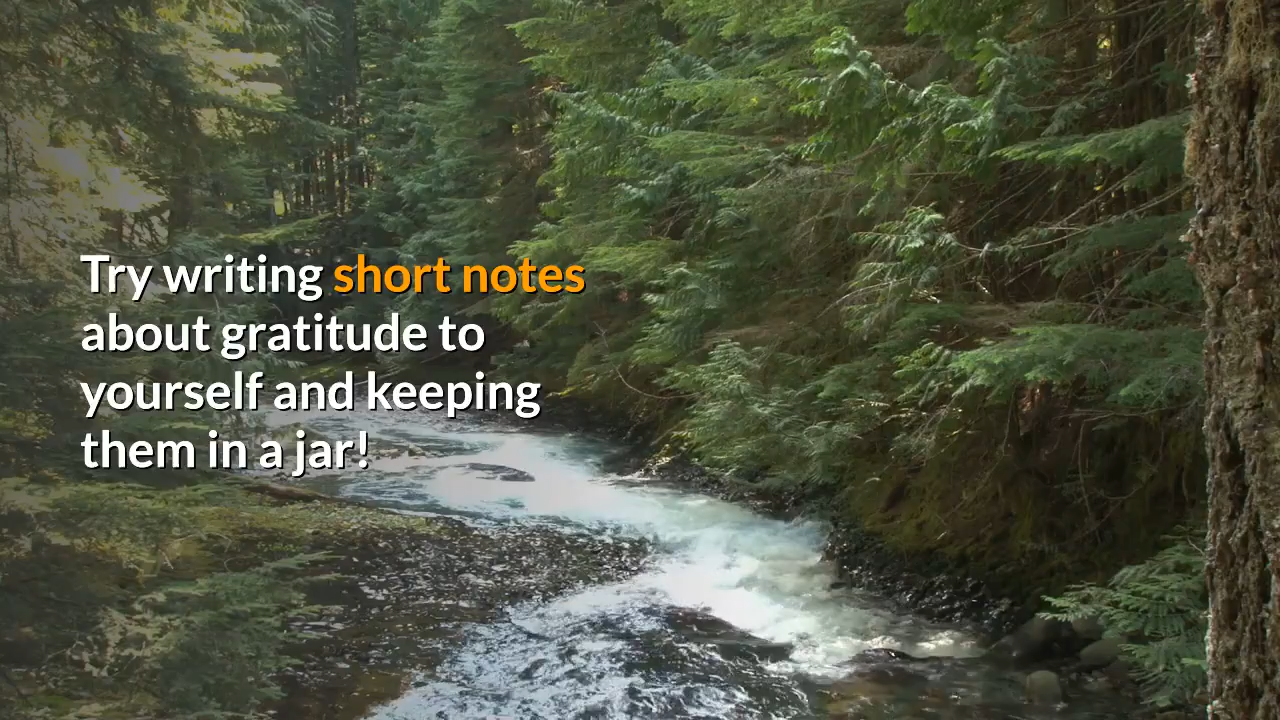 Try writing short notes
about gratitude to
yourself and keeping
them in a jar!